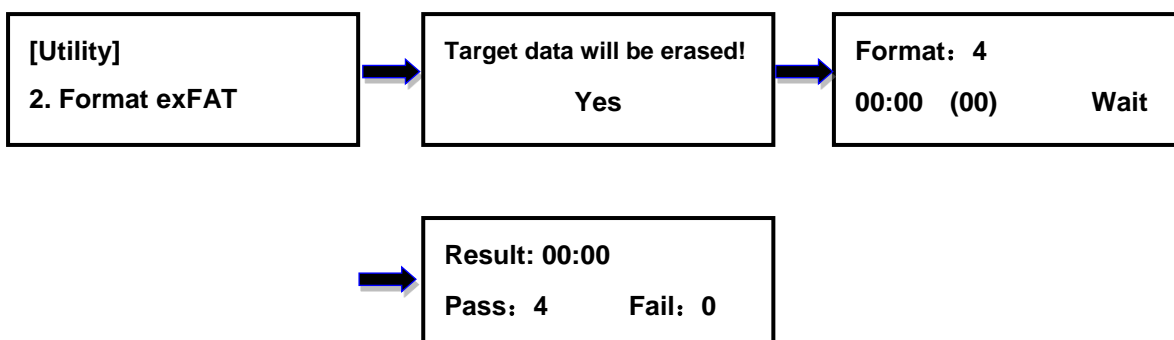 [Utility]
2. Format exFAT
Target data will be erased!
Yes
Format：4
00:00 (00) Wait
Result: 00:00
Pass：4 Fail：0